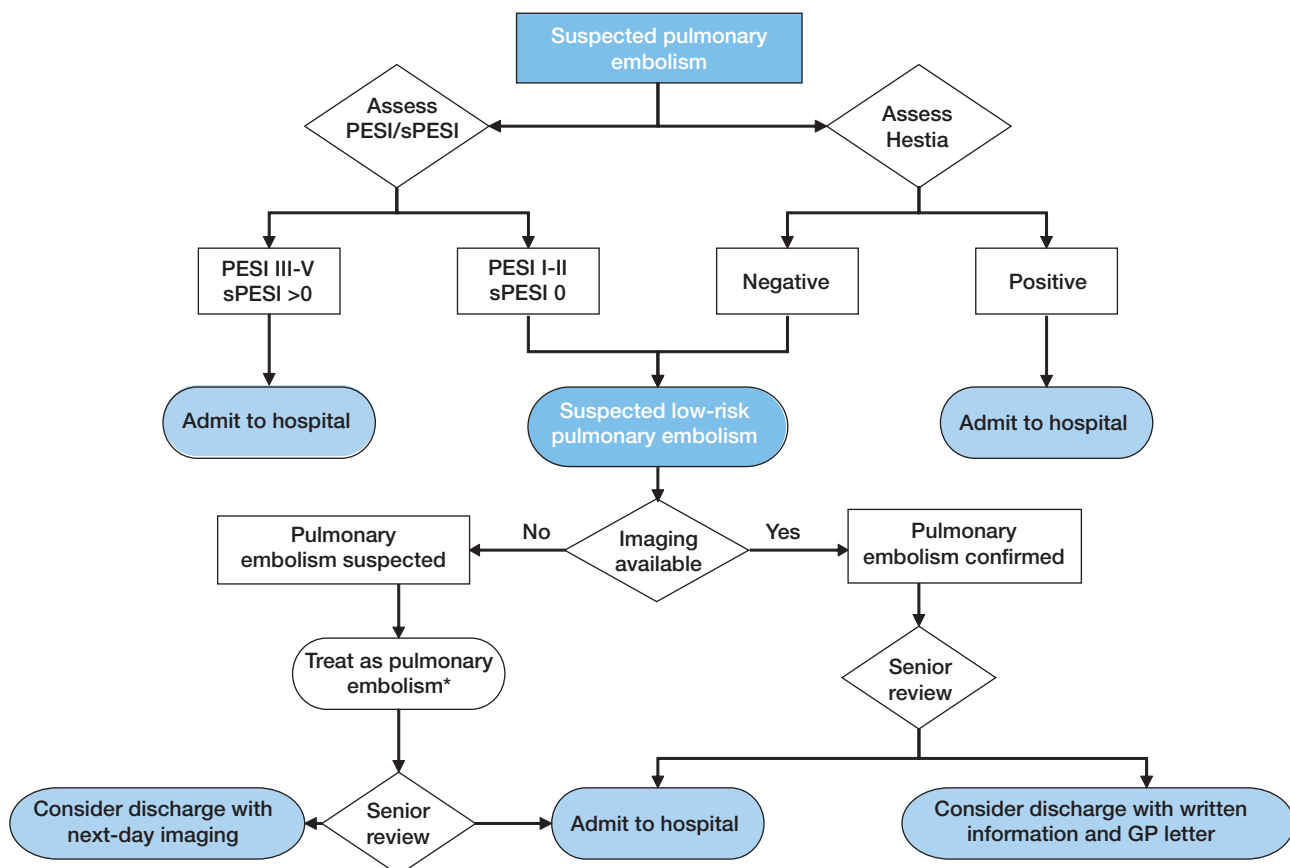 Suspected pulmonary
embolism
Assess
PESI/sPESI
Assess
Hestia
PESI III-V
sPESI >0
PESI I-II
sPESI 0
Negative
Positive
Admit to hospital
Suspected low-risk
pulmonary embolism
Admit to hospital
Pulmonary
embolism suspected
No
Imaging
available
Yes
Pulmonary
embolism confirmed
Treat as pulmonary
embolism*
Senior
review
Consider discharge with
next-day imaging
Senior
review
Admit to hospital
Consider discharge with written
information and GP letter